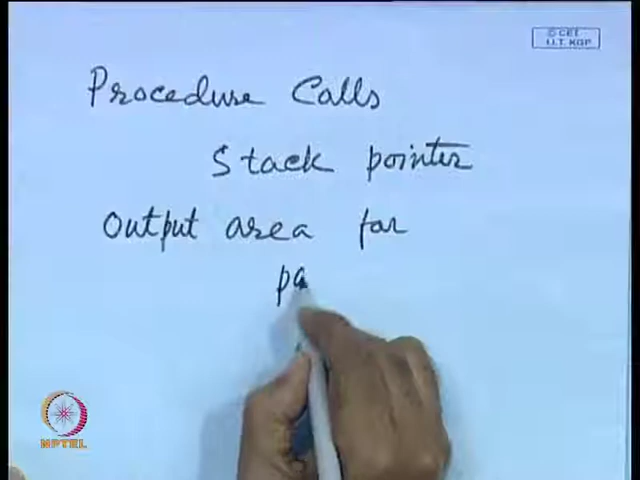 © CET
I.I.T. KGP
Procedure Calls
Stack pointer
Output area for
pa
NPTEL